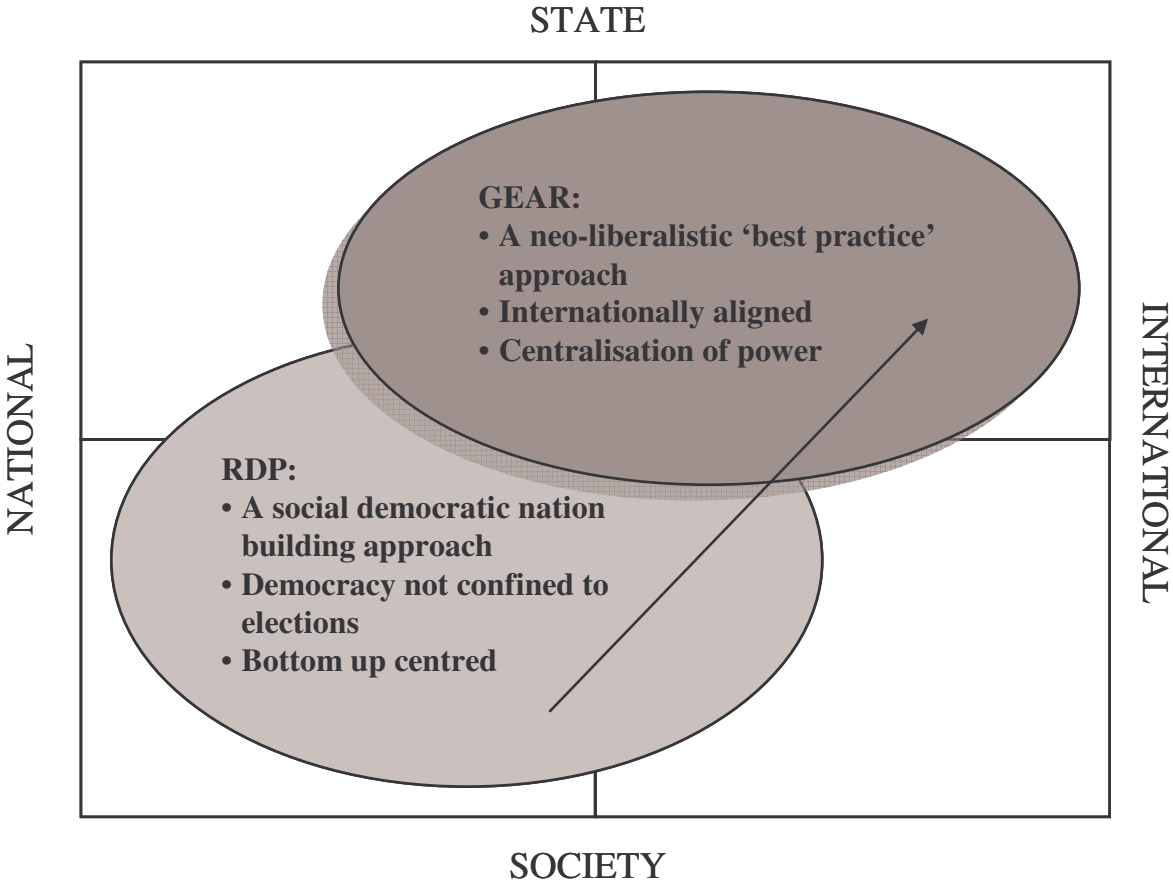 STATE
GEAR:
• A neo-liberalistic ‘best practice’
approach
• Internationally aligned
• Centralisation of power
NATIONAL
INTERNATIONAL
RDP:
• A social democratic nation
building approach
• Democracy not confined to
elections
• Bottom up centred
SOCIETY